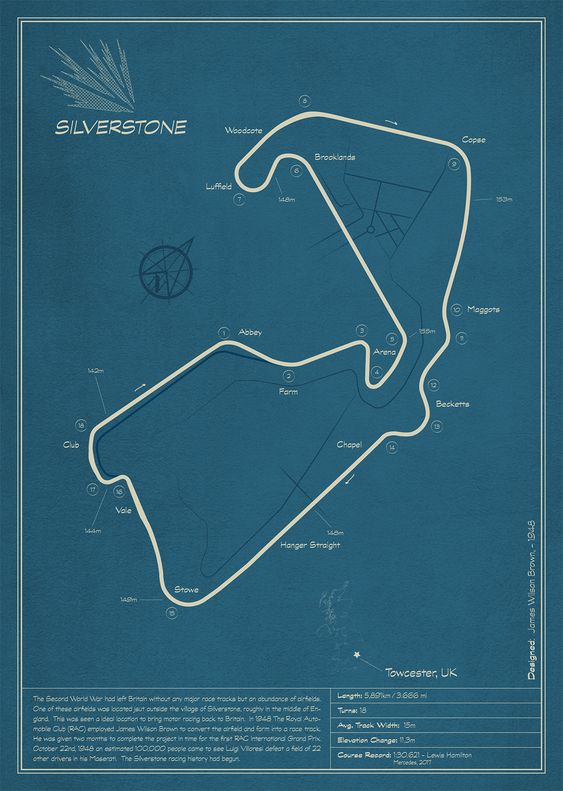 SILVERSTONE
8
Woodcote
Copse
Brooklands
9
6
Luffield
7
148m
153m
10
Maggots
1
Abbey
3
5
155m
11
Arena
2
4
Farm
142m
12
Becketts
18
13
Club
Chapel
14
17
16
Vale
144m
148m
Hanger Straight
Stowe
149m
15
Designed: James Wilson Brown, - 1948
Towcester, UK
The Second World War had left Britain without any major race tracks but an abundance of airfields.
One of these airfields was located jsut outside the village of Silverstone, roughly in the middle of En-
gland. This was seen a ideal location to bring motor racing back to Britain. In 1948 The Royal Auto-
mobile Club (RAC) employed James Wilson Brown to convert the airfield and form into a race track.
He was given two months to complete the project in time for the first RAC International Grand Prix.
October 22nd, 1948 an estimated 100,000 people came to see Luigi Villoresi defeat a field of 22
other drivers in his Maserati. The Silverstone racing history had begun.
Length: 5,891km / 3.666 mi
Turns: 18
Avg. Track Width: 15m
Elevation Change: 11,3m
Course Record: 1:30,621 - Lewis Hamilton
Mercedes, 2017